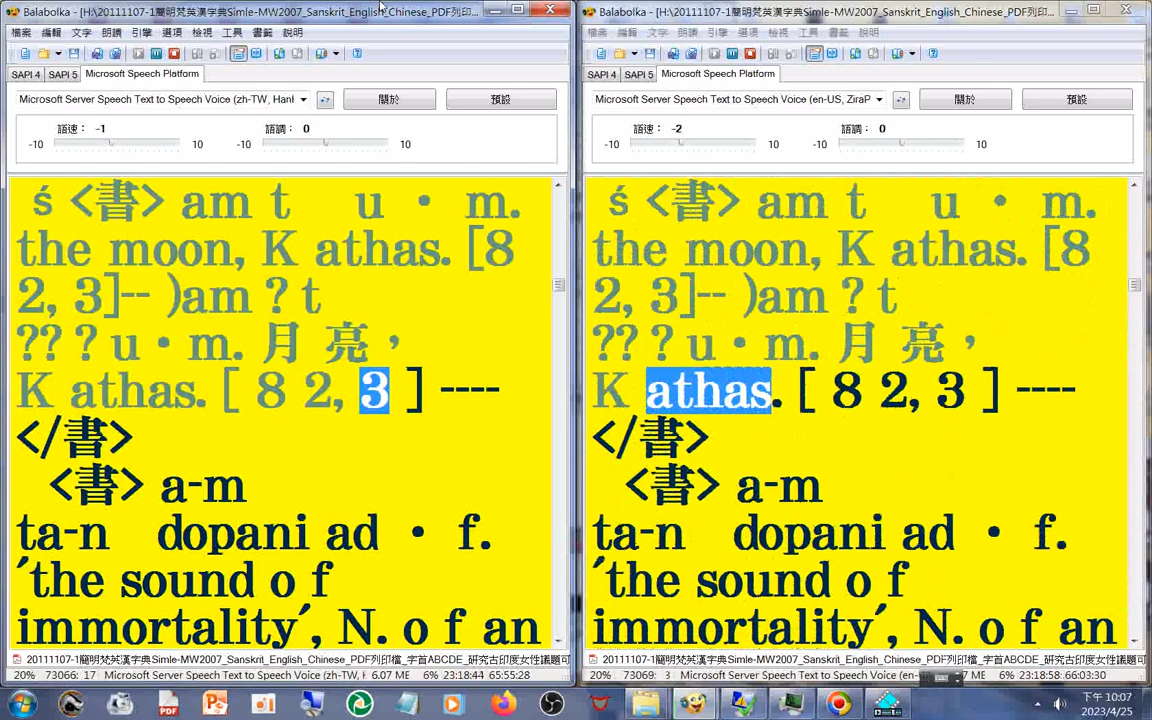 Balabolka - [H:\20111107-1簡明梵英漢字典Simle-MW2007_Sanskrit_English_Chinese_PDF列印...
檔案 編輯 文字 朗讀 引擎 選項 檢視 工具 書籤 說明
SAPI 4 SAPI 5 Microsoft Speech Platform
Microsoft Server Speech Text to Speech Voice (zh-TW, HanI
關於 預設
語速： -1 語調： 0
-10 10 -10 10
ś <書> am t u • m.
the moon, K athas. [8
2, 3]-- )am ? t
?? ? u • m. 月 亮，
K athas. [ 8 2, 3 ] ----
</書>
<書> a-m
ta-n dopani ad • f.
′the sound o f
immortality′, N. o f an
20111107-1簡明梵英漢字典Simle-MW2007_Sanskrit_English_Chinese_PDF列印檔_字首ABCDE_研究古印度女性議題可
20% 73066: 17 Microsoft Server Speech Text to Speech Voice (zh-TW, H 6.07 MB 6% 23:18:44 65:55:28
Balabolka - [H:\20111107-1簡明梵英漢字典Simle-MW2007_Sanskrit_English_Chinese_PDF列印...
檔案 編輯 文字 朗讀 引擎 選項 檢視 工具 書籤 說明
SAPI 4 SAPI 5 Microsoft Speech Platform
Microsoft Server Speech Text to Speech Voice (en-US, ZiraP
關於 預設
語速： -2 語調： 0
-10 10 -10 10
ś <書> am t u • m.
the moon, K athas. [8
2, 3]-- )am ? t
?? ? u • m. 月 亮，
K athas. [ 8 2, 3 ] ----
</書>
<書> a-m
ta-n dopani ad • f.
′the sound o f
immortality′, N. o f an
20111107-1簡明梵英漢字典Simle-MW2007_Sanskrit_English_Chinese_PDF列印檔_字首ABCDE_研究古印度女性議題可
20% 73069: 3 Microsoft Server Speech Text to Speech Voice 6% 23:18:58 66:03:30
下午 10:07
2023/4/25